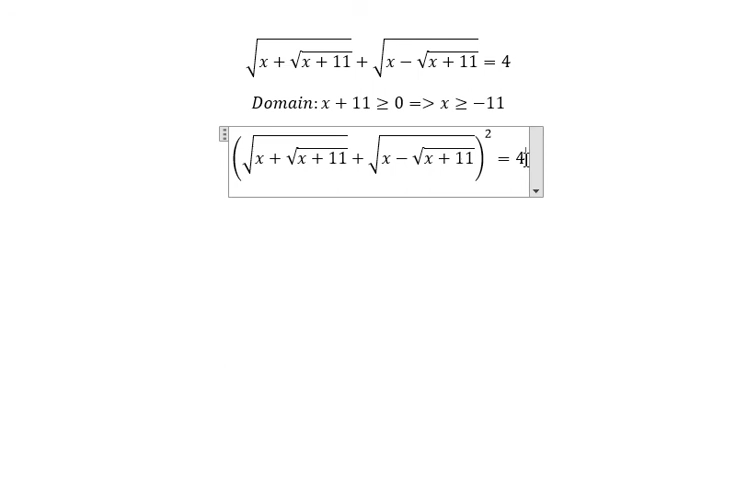 √(x + √(x + 11)) + √(x − √(x + 11)) = 4
Domain: x + 11 ≥ 0 => x ≥ −11
(√(x + √(x + 11)) + √(x − √(x + 11)))² = 4